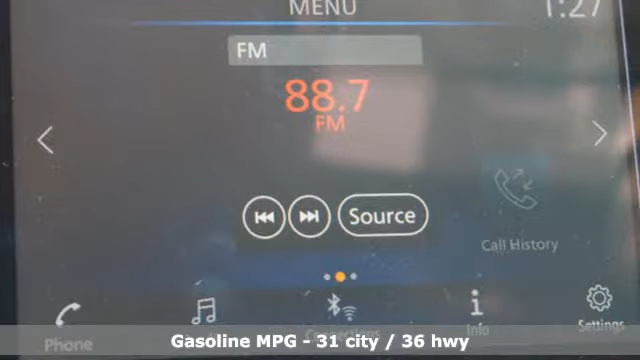 MENU 1:27
FM
88.7
FM
Source
Call History
Phone
Connections
Info
Settings
Gasoline MPG - 31 city / 36 hwy